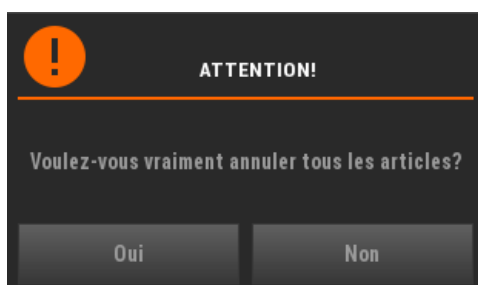 ATTENTION!
Voulez-vous vraiment annuler tous les articles?
Oui
Non